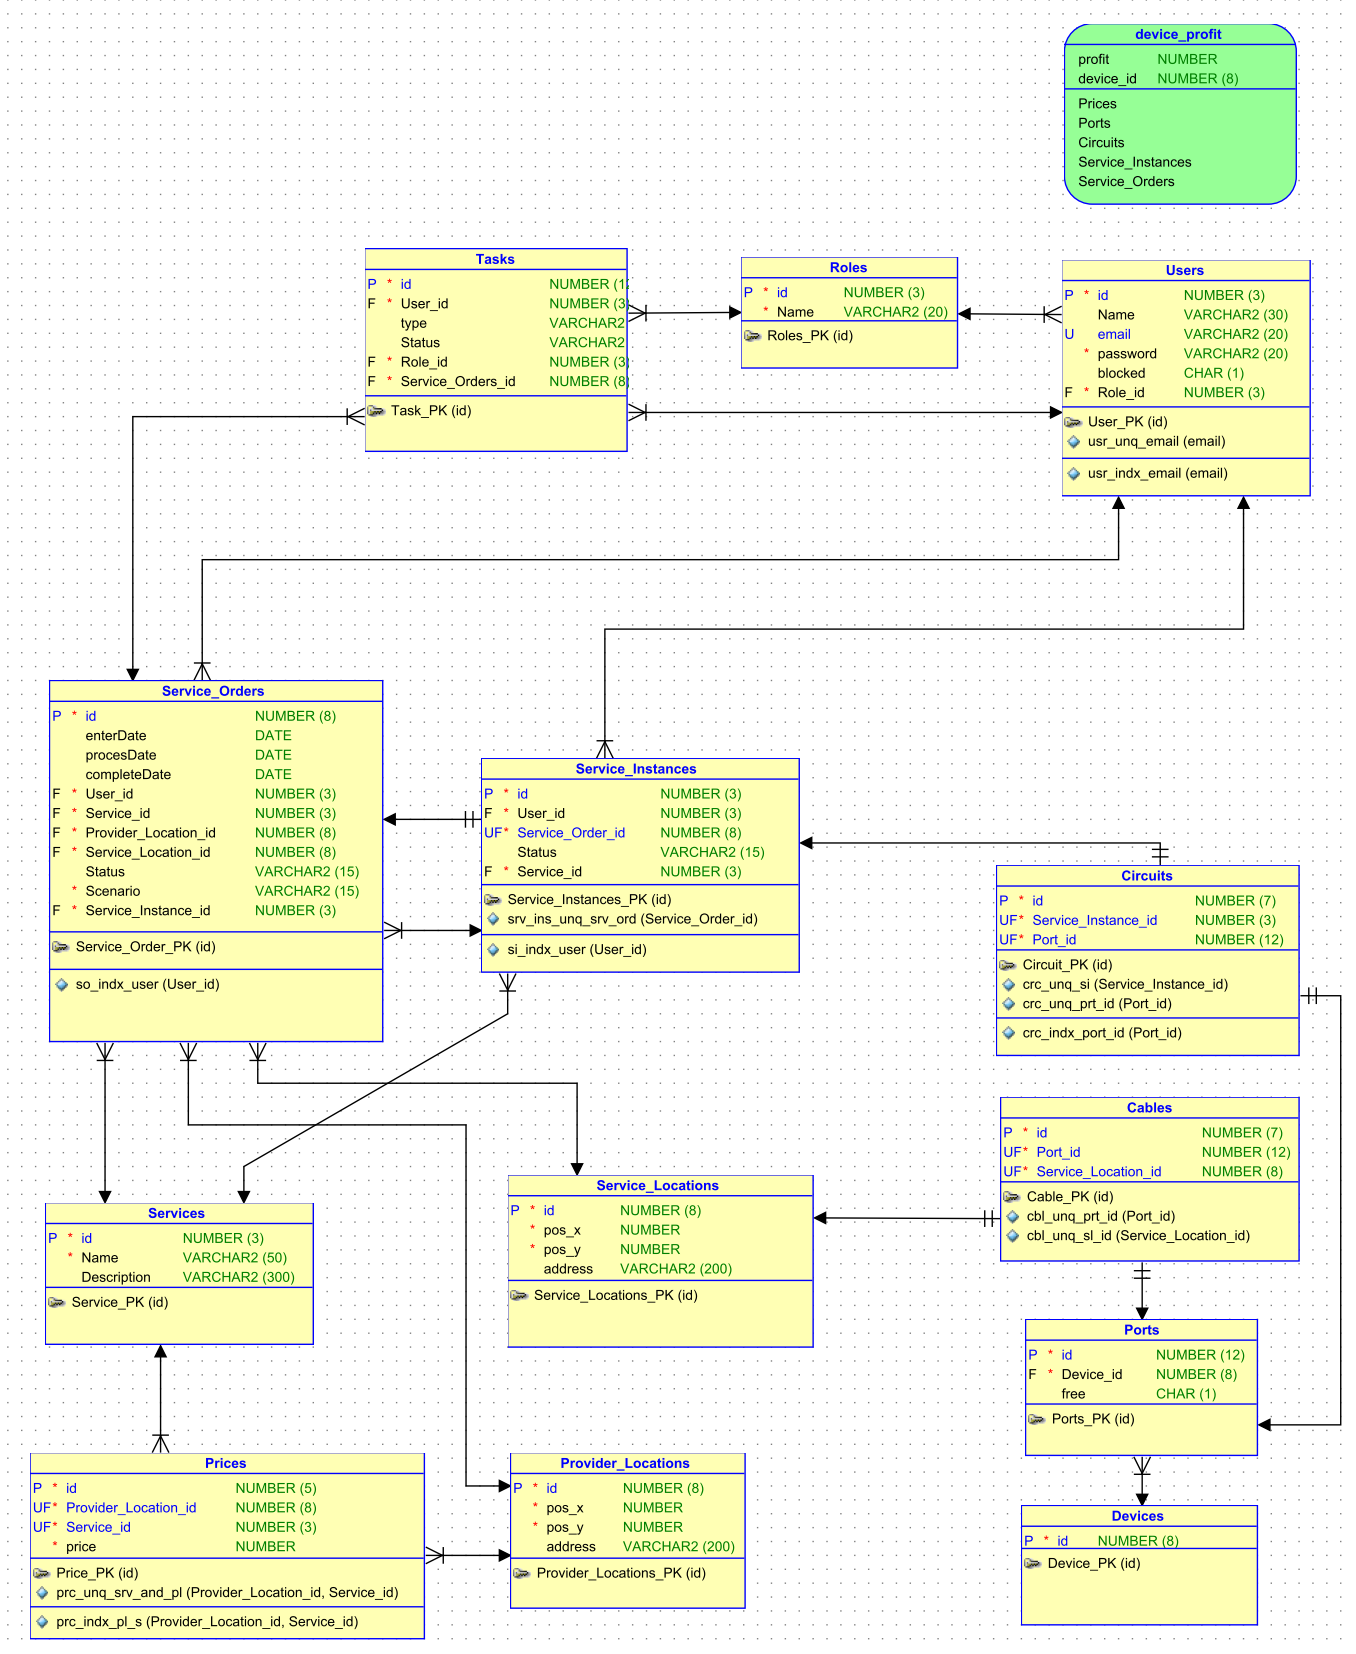 device_profit
profit NUMBER
device_id NUMBER (8)
Prices
Ports
Circuits
Service_Instances
Service_Orders
Tasks
P * id NUMBER (1
F * User_id NUMBER (3
type VARCHAR2
Status VARCHAR2
F * Role_id NUMBER (3
F * Service_Orders_id NUMBER (8
Task_PK (id)
Roles
P * id NUMBER (3)
* Name VARCHAR2 (20)
Roles_PK (id)
Users
P * id NUMBER (3)
Name VARCHAR2 (30)
U email VARCHAR2 (20)
* password VARCHAR2 (20)
blocked CHAR (1)
F * Role_id NUMBER (3)
User_PK (id)
usr_unq_email (email)
usr_indx_email (email)
Service_Orders
P * id NUMBER (8)
enterDate DATE
procesDate DATE
completeDate DATE
F * User_id NUMBER (3)
F * Service_id NUMBER (3)
F * Provider_Location_id NUMBER (8)
F * Service_Location_id NUMBER (8)
Status VARCHAR2 (15)
* Scenario VARCHAR2 (15)
F * Service_Instance_id NUMBER (3)
Service_Order_PK (id)
so_indx_user (User_id)
Service_Instances
P * id NUMBER (3)
F * User_id NUMBER (3)
UF* Service_Order_id NUMBER (8)
Status VARCHAR2 (15)
F * Service_id NUMBER (3)
Service_Instances_PK (id)
srv_ins_unq_srv_ord (Service_Order_id)
si_indx_user (User_id)
Circuits
P * id NUMBER (7)
UF* Service_Instance_id NUMBER (3)
UF* Port_id NUMBER (12)
Circuit_PK (id)
crc_unq_si (Service_Instance_id)
crc_unq_prt_id (Port_id)
crc_indx_port_id (Port_id)
Cables
P * id NUMBER (7)
UF* Port_id NUMBER (12)
UF* Service_Location_id NUMBER (8)
Cable_PK (id)
cbl_unq_prt_id (Port_id)
cbl_unq_sl_id (Service_Location_id)
Services
P * id NUMBER (3)
* Name VARCHAR2 (50)
Description VARCHAR2 (300)
Service_PK (id)
Service_Locations
P * id NUMBER (8)
* pos_x NUMBER
* pos_y NUMBER
address VARCHAR2 (200)
Service_Locations_PK (id)
Ports
P * id NUMBER (12)
F * Device_id NUMBER (8)
free CHAR (1)
Ports_PK (id)
Prices
P * id NUMBER (5)
UF* Provider_Location_id NUMBER (8)
UF* Service_id NUMBER (3)
* price NUMBER
Price_PK (id)
prc_unq_srv_and_pl (Provider_Location_id, Service_id)
prc_indx_pl_s (Provider_Location_id, Service_id)
Provider_Locations
P * id NUMBER (8)
* pos_x NUMBER
* pos_y NUMBER
address VARCHAR2 (200)
Provider_Locations_PK (id)
Devices
P * id NUMBER (8)
Device_PK (id)